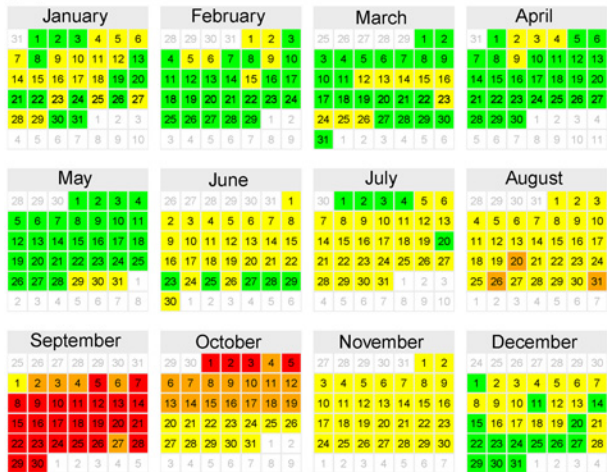 January
31 1 2 3 4 5 6
7 8 9 10 11 12 13
14 15 16 17 18 19 20
21 22 23 24 25 26 27
28 29 30 31 1 2 3
4 5 6 7 8 9 10
February
28 29 30 31 1 2 3
4 5 6 7 8 9 10
11 12 13 14 15 16 17
18 19 20 21 22 23 24
25 26 27 28 29 1 2
3 4 5 6 7 8 9
March
25 26 27 28 29 1 2
3 4 5 6 7 8 9
10 11 12 13 14 15 16
17 18 19 20 21 22 23
24 25 26 27 28 29 30
31 1 2 3 4 5 6
April
31 1 2 3 4 5 6
7 8 9 10 11 12 13
14 15 16 17 18 19 20
21 22 23 24 25 26 27
28 29 30 1 2 3 4
5 6 7 8 9 10 11
May
28 29 30 1 2 3 4
5 6 7 8 9 10 11
12 13 14 15 16 17 18
19 20 21 22 23 24 25
26 27 28 29 30 31 1
2 3 4 5 6 7 8
June
26 27 28 29 30 31 1
2 3 4 5 6 7 8
9 10 11 12 13 14 15
16 17 18 19 20 21 22
23 24 25 26 27 28 29
30 1 2 3 4 5 6
July
30 1 2 3 4 5 6
7 8 9 10 11 12 13
14 15 16 17 18 19 20
21 22 23 24 25 26 27
28 29 30 31 1 2 3
4 5 6 7 8 9 10
August
28 29 30 31 1 2 3
4 5 6 7 8 9 10
11 12 13 14 15 16 17
18 19 20 21 22 23 24
25 26 27 28 29 30 31
1 2 3 4 5 6 7
September
25 26 27 28 29 30 31
1 2 3 4 5 6 7
8 9 10 11 12 13 14
15 16 17 18 19 20 21
22 23 24 25 26 27 28
29 30 1 2 3 4 5
October
29 30 1 2 3 4 5
6 7 8 9 10 11 12
13 14 15 16 17 18 19
20 21 22 23 24 25 26
27 28 29 30 31 1 2
3 4 5 6 7 8 9
November
27 28 29 30 31 1 2
3 4 5 6 7 8 9
10 11 12 13 14 15 16
17 18 19 20 21 22 23
24 25 26 27 28 29 30
1 2 3 4 5 6 7
December
24 25 26 27 28 29 30
1 2 3 4 5 6 7
8 9 10 11 12 13 14
15 16 17 18 19 20 21
22 23 24 25 26 27 28
29 30 31 1 2 3 4